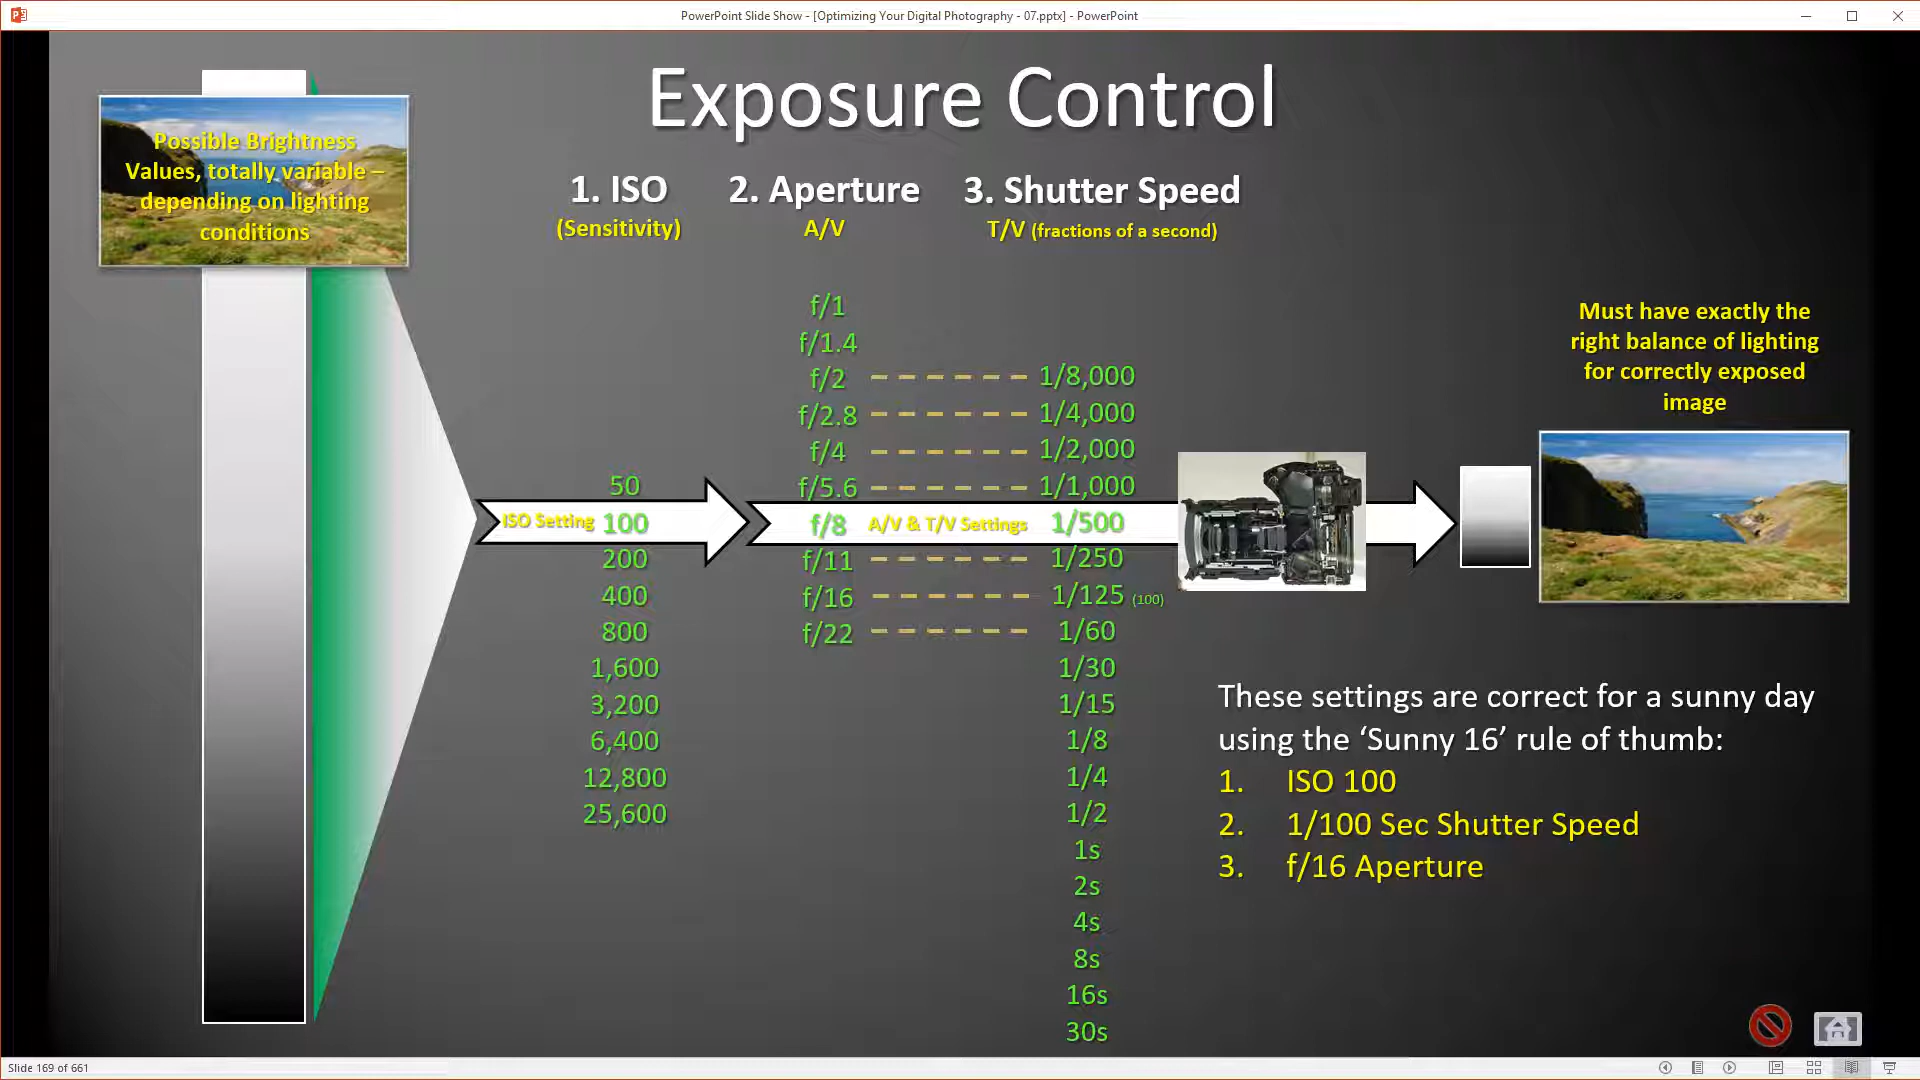 PowerPoint Slide Show - [Optimizing Your Digital Photography - 07.pptx] - PowerPoint
Exposure Control
Possible Brightness
Values, totally variable –
depending on lighting
conditions
1. ISO
(Sensitivity)
2. Aperture
A/V
3. Shutter Speed
T/V (fractions of a second)
ISO Setting
50
100
200
400
800
1,600
3,200
6,400
12,800
25,600
f/1
f/1.4
f/2
f/2.8
f/4
f/5.6
f/8
f/11
f/16
f/22
A/V & T/V Settings
1/8,000
1/4,000
1/2,000
1/1,000
1/500
1/250
1/125 (100)
1/60
1/30
1/15
1/8
1/4
1/2
1s
2s
4s
8s
16s
30s
Must have exactly the
right balance of lighting
for correctly exposed
image
These settings are correct for a sunny day
using the ‘Sunny 16’ rule of thumb:
1. ISO 100
2. 1/100 Sec Shutter Speed
3. f/16 Aperture
Slide 169 of 661